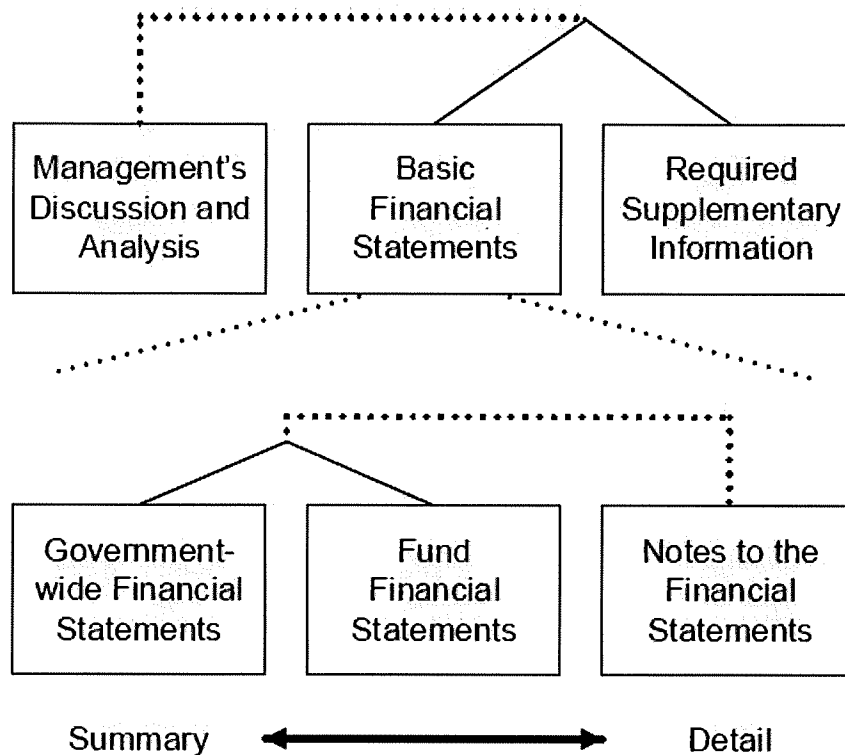 Management's
Discussion and
Analysis
Basic
Financial
Statements
Required
Supplementary
Information
Government-
wide Financial
Statements
Fund
Financial
Statements
Notes to the
Financial
Statements
Summary
Detail